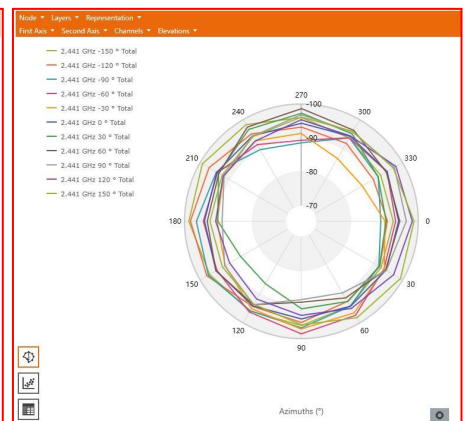 Node Layers Representation
First Axis Second Axis Channels Elevations
2.441 GHz -150 ° Total
2.441 GHz -120 ° Total
2.441 GHz -90 ° Total
2.441 GHz -60 ° Total
2.441 GHz -30 ° Total
2.441 GHz 0 ° Total
2.441 GHz 30 ° Total
2.441 GHz 60 ° Total
2.441 GHz 90 ° Total
2.441 GHz 120 ° Total
2.441 GHz 150 ° Total
270
-100
240
300
-90
210
330
-80
-70
180
0
150
30
120
60
90
Azimuths (°)